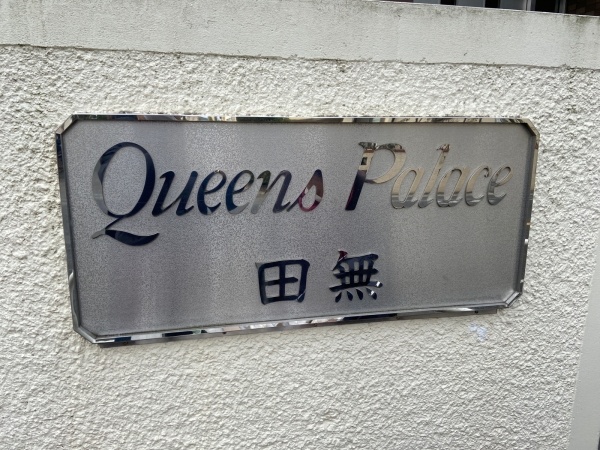 Queens Palace
田無